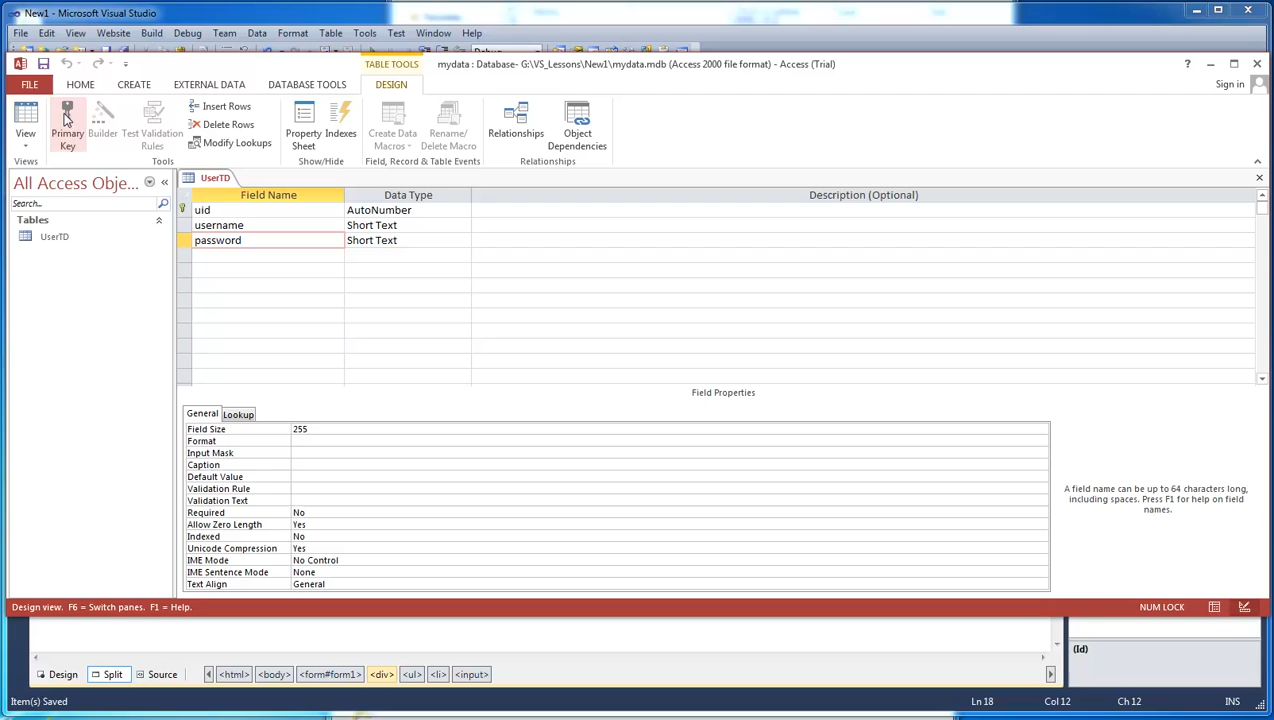 New1 - Microsoft Visual Studio
File Edit View Website Build Debug Team Data Format Table Tools Test Window Help
Debug
TABLE TOOLS
mydata : Database- G:\VS_Lessons\New1\mydata.mdb (Access 2000 file format) - Access (Trial)
?
FILE HOME CREATE EXTERNAL DATA DATABASE TOOLS DESIGN
Sign in
View
Primary Key
Builder
Test Validation Rules
Insert Rows
Delete Rows
Modify Lookups
Property Sheet
Indexes
Create Data Macros
Rename/ Delete Macro
Relationships
Object Dependencies
Views
Tools
Show/Hide
Field, Record & Table Events
Relationships
All Access Obje...
Search...
Tables
UserTD
UserTD
Field Name Data Type Description (Optional)
uid AutoNumber
username Short Text
password Short Text
Field Properties
General Lookup
Field Size 255
Format
Input Mask
Caption
Default Value
Validation Rule
Validation Text
Required No
Allow Zero Length Yes
Indexed No
Unicode Compression Yes
IME Mode No Control
IME Sentence Mode None
Text Align General
A field name can be up to 64 characters long,
including spaces. Press F1 for help on field
names.
Design view. F6 = Switch panes. F1 = Help.
NUM LOCK
(Id)
Design Split Source <html> <body> <form#form1> <div> <ul> <li> <input>
Item(s) Saved
Ln 18 Col 12 Ch 12 INS